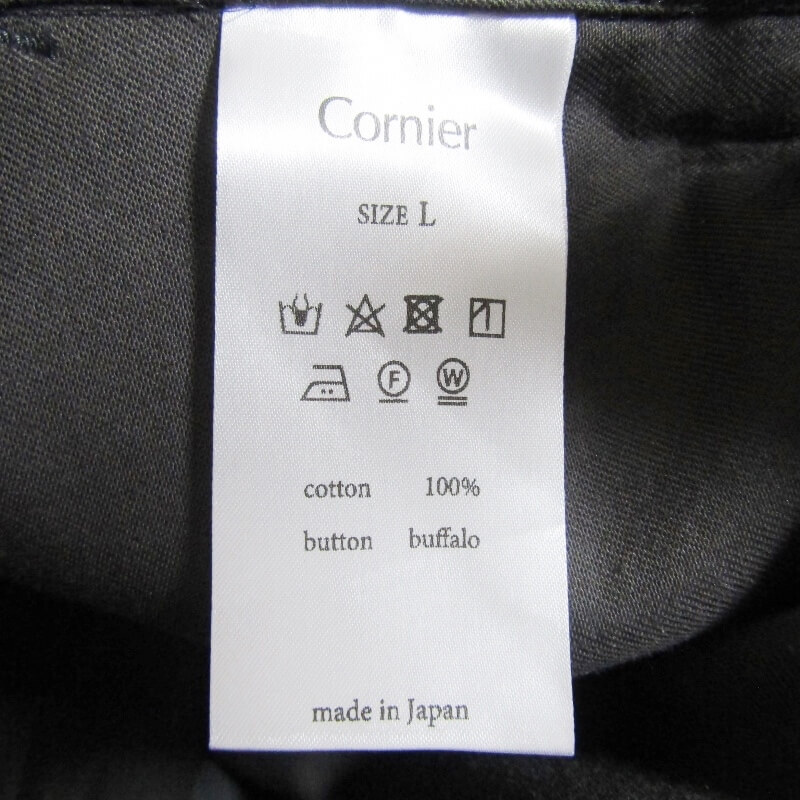 Cornier
SIZE L
F W
cotton 100%
button buffalo
made in Japan